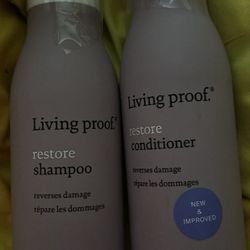 Living proof.®
restore
shampoo
reverses damage
répare les dommages
Living proof.®
restore
conditioner
reverses damage
répare les dommages
NEW
&
IMPROVED